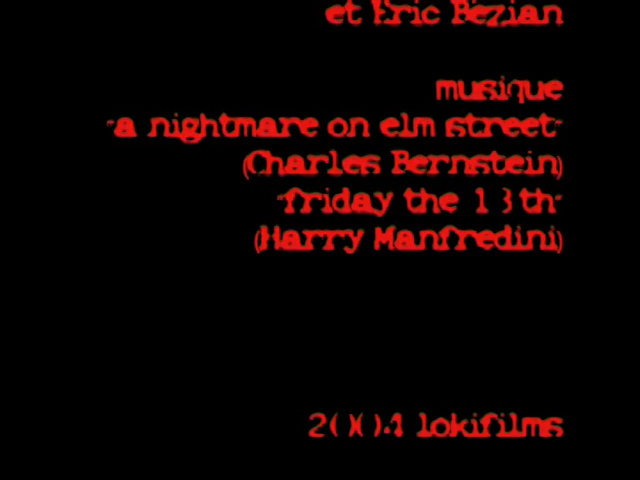 et Eric Bezian
musique
"a nightmare on elm street"
(Charles Bernstein)
"friday the 13th"
(Harry Manfredini)
2004 lokifilms